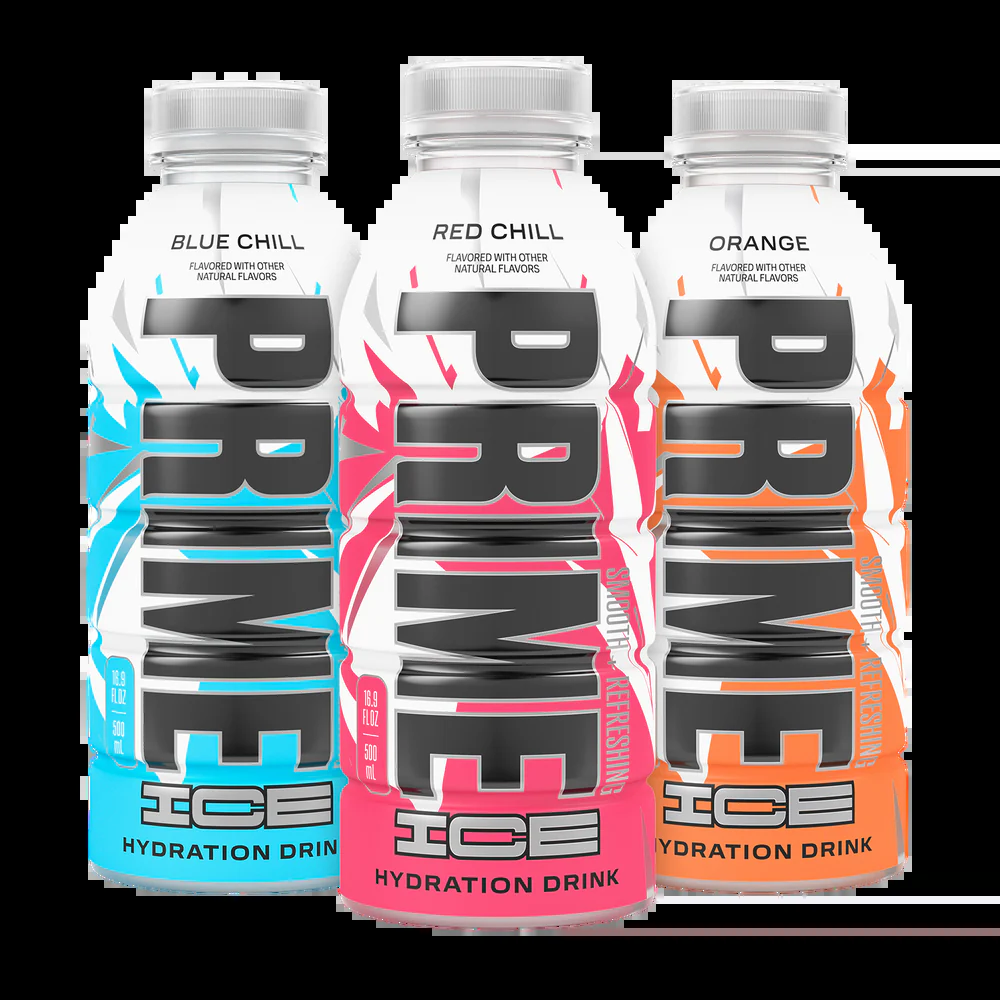 BLUE CHILL
FLAVORED WITH OTHER
NATURAL FLAVORS
PRIME
16.9
FL OZ
500
mL
ICE
HYDRATION DRIN
RED CHILL
FLAVORED WITH OTHER
NATURAL FLAVORS
PRIME
SMOOTH + REFRESHING
16.9
FL OZ
500
mL
ICE
HYDRATION DRINK
ORANGE
FLAVORED WITH OTHER
NATURAL FLAVORS
PRIME
SMOOTH + REFRESHING
ICE
HYDRATION DRINK